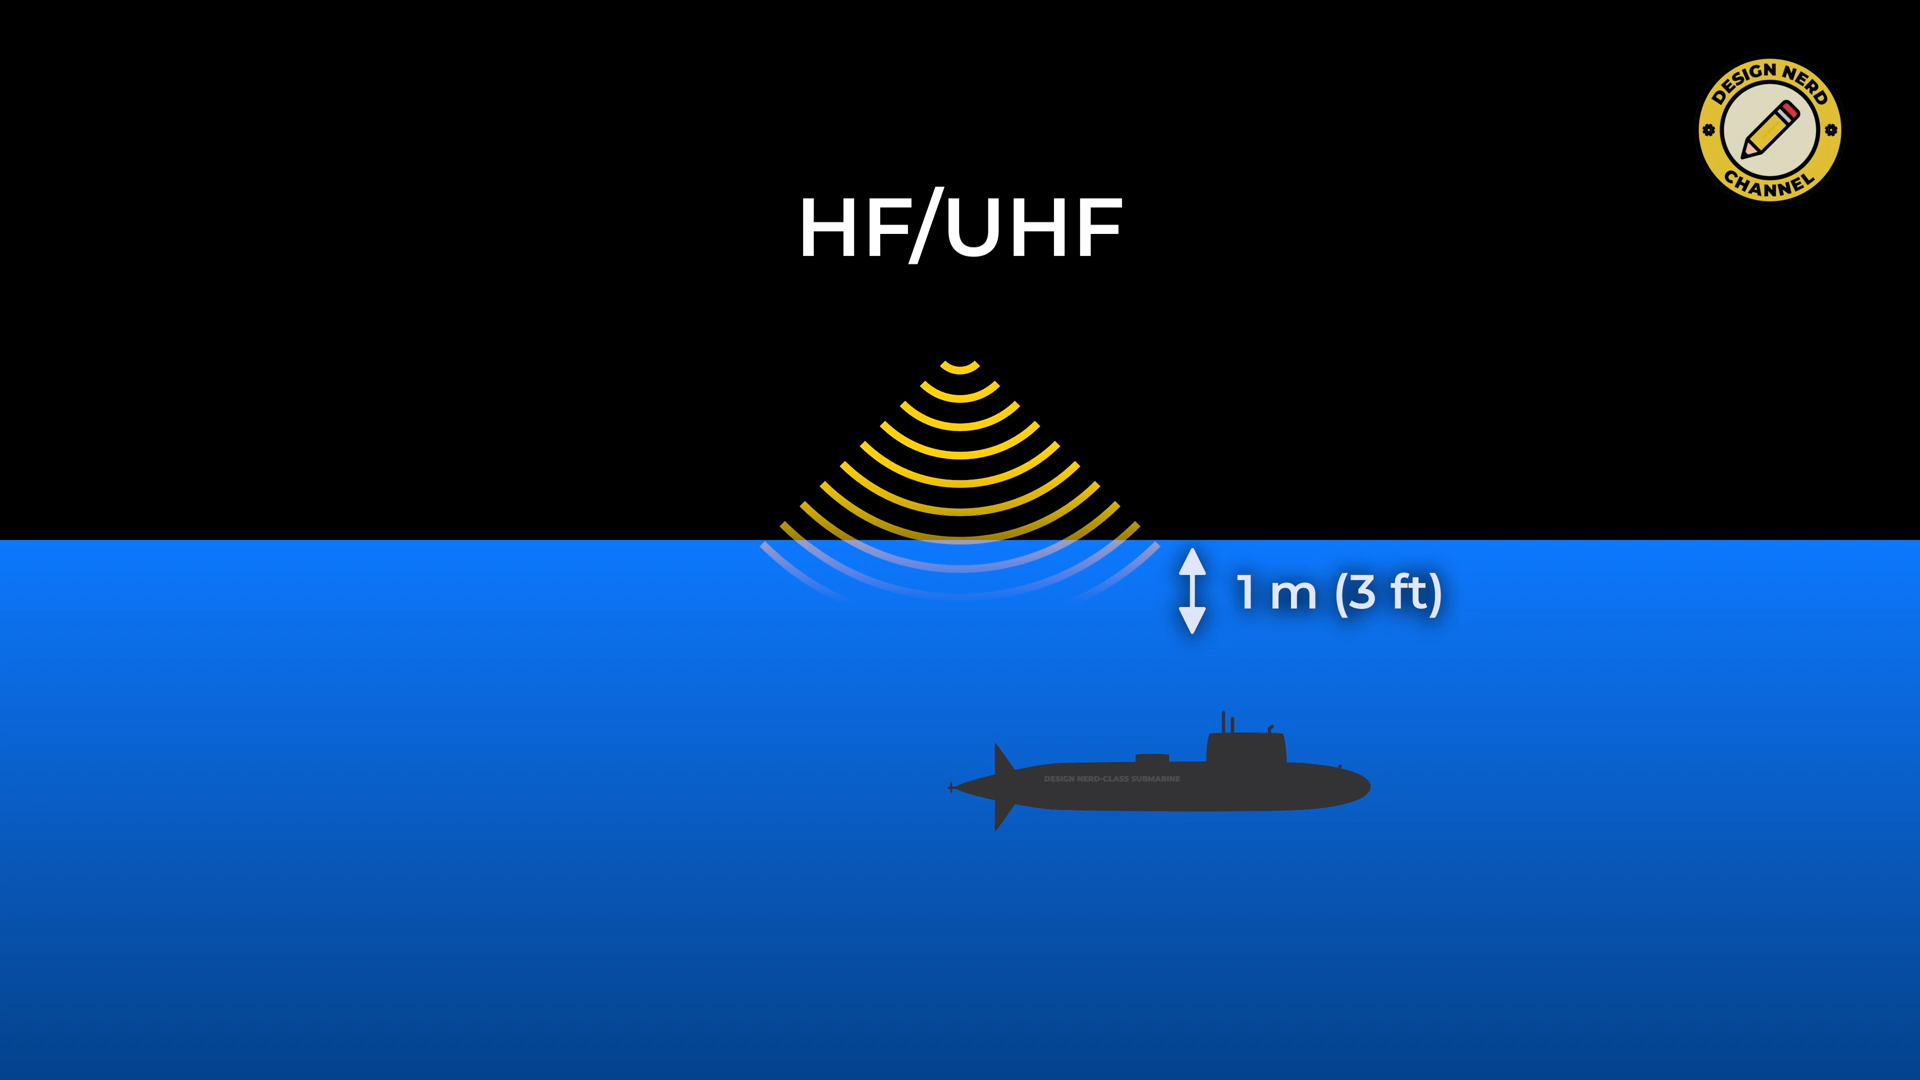 DESIGN NERD
CHANNEL
HF/UHF
1 m (3 ft)
DESIGN NERD-CLASS SUBMARINE